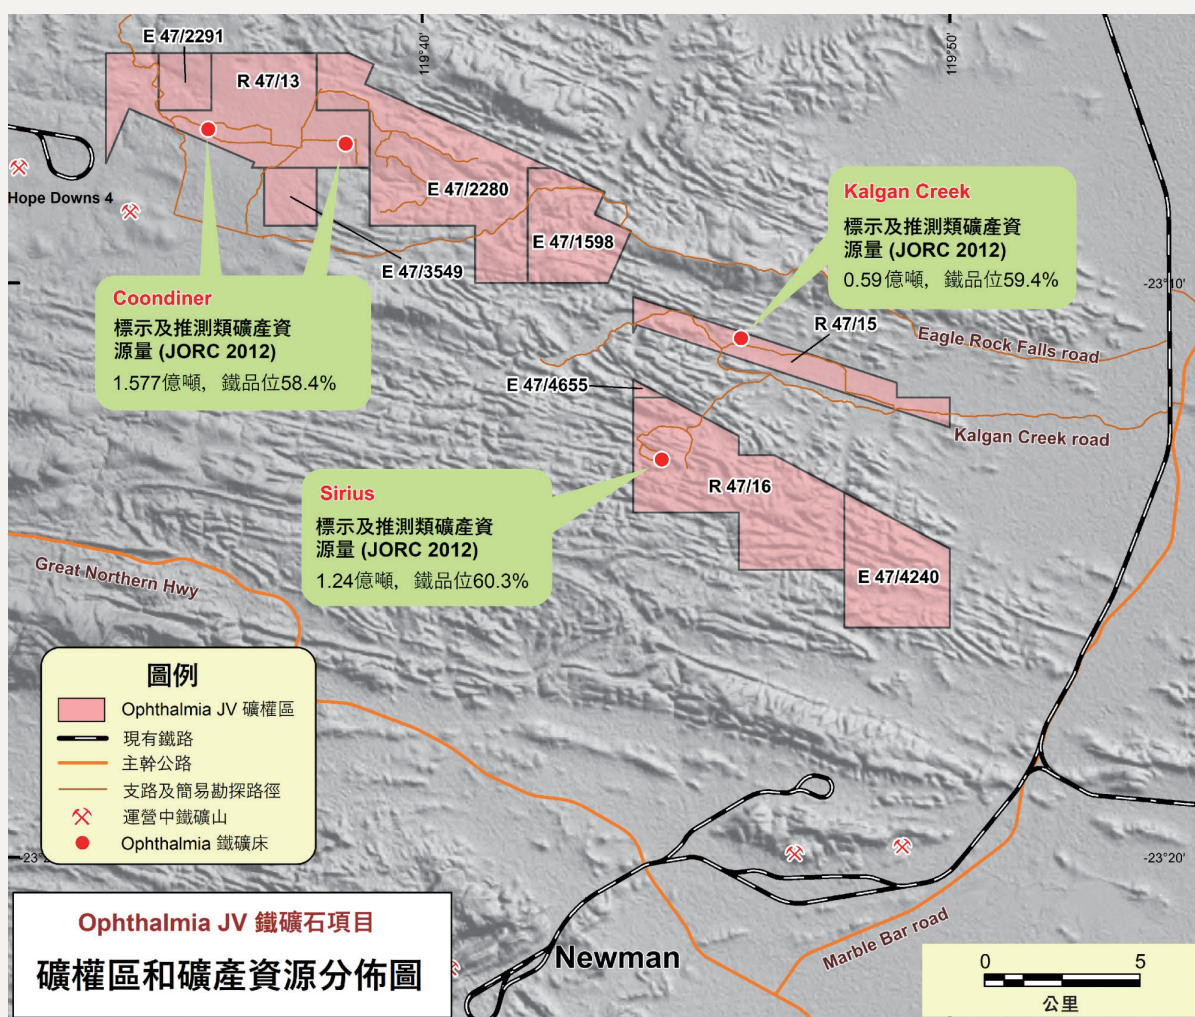 E 47/2291
119°40'
119°50'
R 47/13
Hope Downs 4
E 47/2280
E 47/1598
E 47/3549
Kalgan Creek
標示及推測類礦產資
源量 (JORC 2012)
0.59億噸，鐵品位59.4%
-23°10'
Coondiner
標示及推測類礦產資
源量 (JORC 2012)
1.577億噸，鐵品位58.4%
R 47/15
Eagle Rock Falls road
E 47/4655
Kalgan Creek road
Sirius
標示及推測類礦產資
源量 (JORC 2012)
1.24億噸，鐵品位60.3%
R 47/16
E 47/4240
Great Northern Hwy
圖例
Ophthalmia JV 礦權區
現有鐵路
主幹公路
支路及簡易勘探路徑
運營中鐵礦山
Ophthalmia 鐵礦床
-23°20'
Ophthalmia JV 鐵礦石項目
礦權區和礦產資源分佈圖
Newman
Marble Bar road
0 5
公里